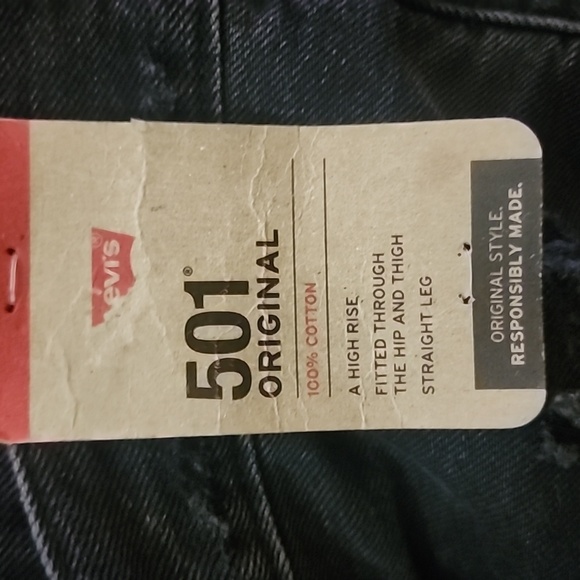 Levi's®
501®
ORIGINAL
100% COTTON
A HIGH RISE
FITTED THROUGH
THE HIP AND THIGH
STRAIGHT LEG
ORIGINAL STYLE.
RESPONSIBLY MADE.